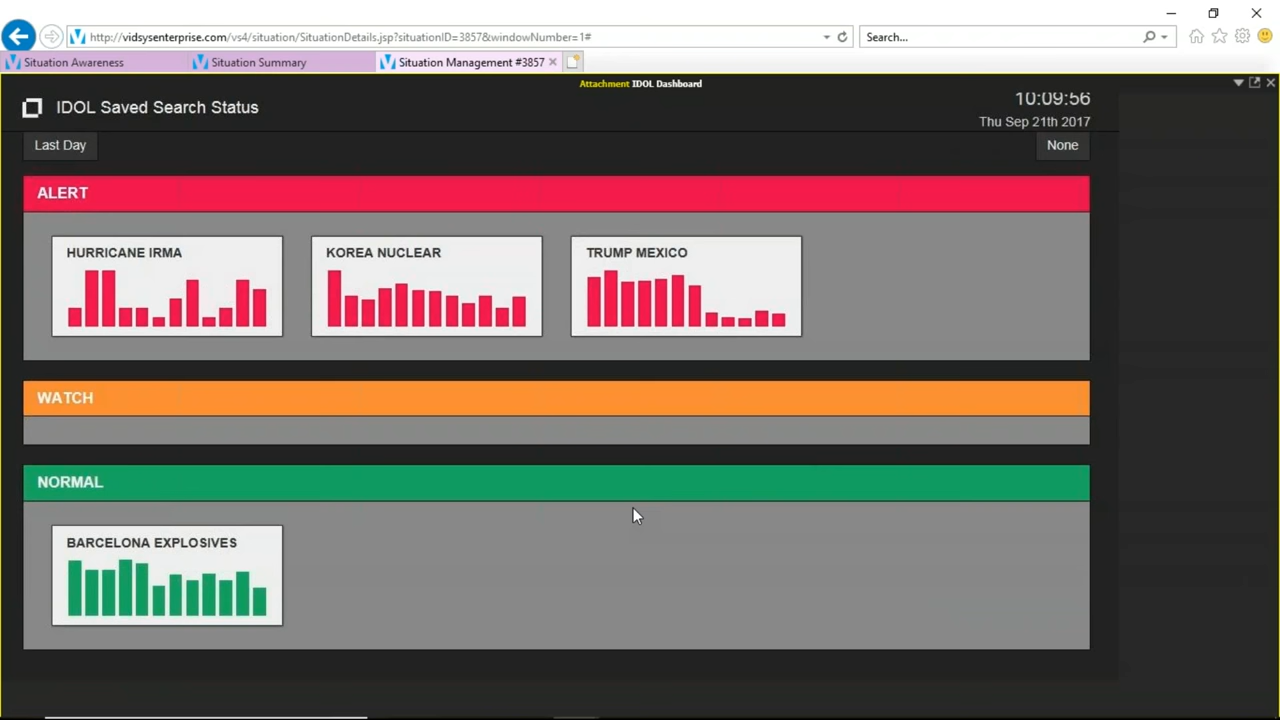 http://vidsysenterprise.com/vs4/situation/SituationDetails.jsp?situationID=3857&windowNumber=1#
Search...
Situation Awareness
Situation Summary
Situation Management #3857
Attachment IDOL Dashboard
IDOL Saved Search Status
10:09:56
Thu Sep 21th 2017
Last Day
None
ALERT
HURRICANE IRMA
KOREA NUCLEAR
TRUMP MEXICO
WATCH
NORMAL
BARCELONA EXPLOSIVES